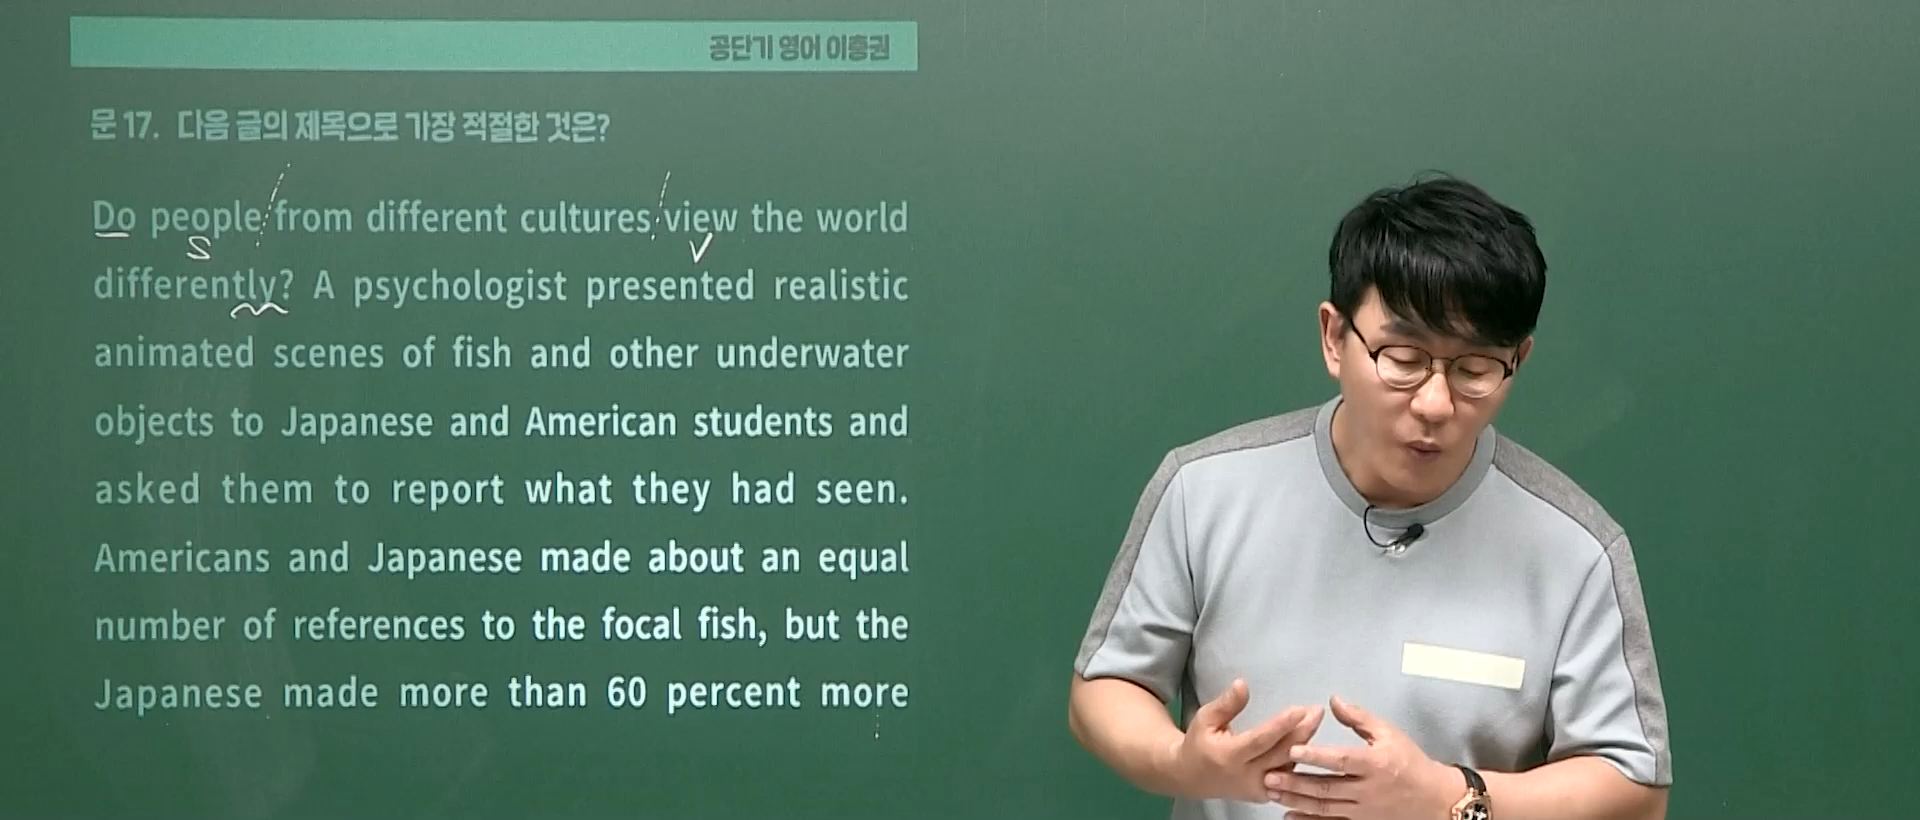 공단기 영어 이충권
문 17. 다음 글의 제목으로 가장 적절한 것은?
Do people from different cultures view the world
S V
differently? A psychologist presented realistic
animated scenes of fish and other underwater
objects to Japanese and American students and
asked them to report what they had seen.
Americans and Japanese made about an equal
number of references to the focal fish, but the
Japanese made more than 60 percent more